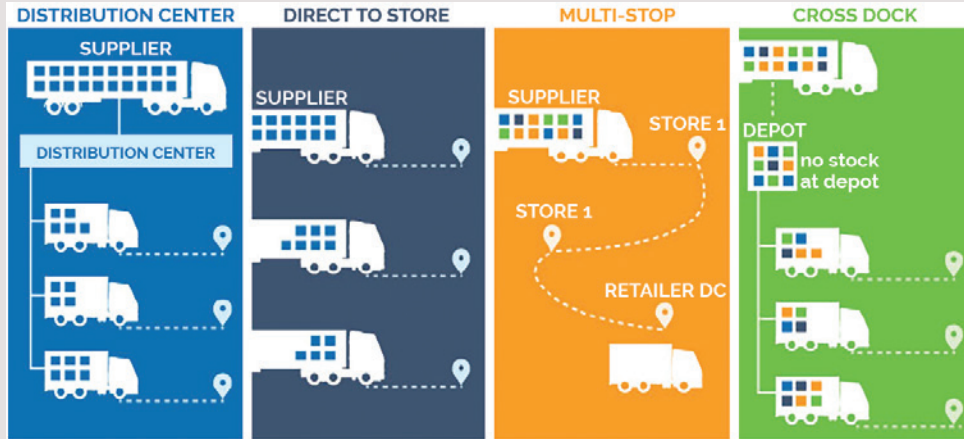 DISTRIBUTION CENTER
SUPPLIER
DISTRIBUTION CENTER
DIRECT TO STORE
SUPPLIER
MULTI-STOP
SUPPLIER
STORE 1
STORE 1
RETAILER DC
CROSS DOCK
DEPOT
no stock
at depot